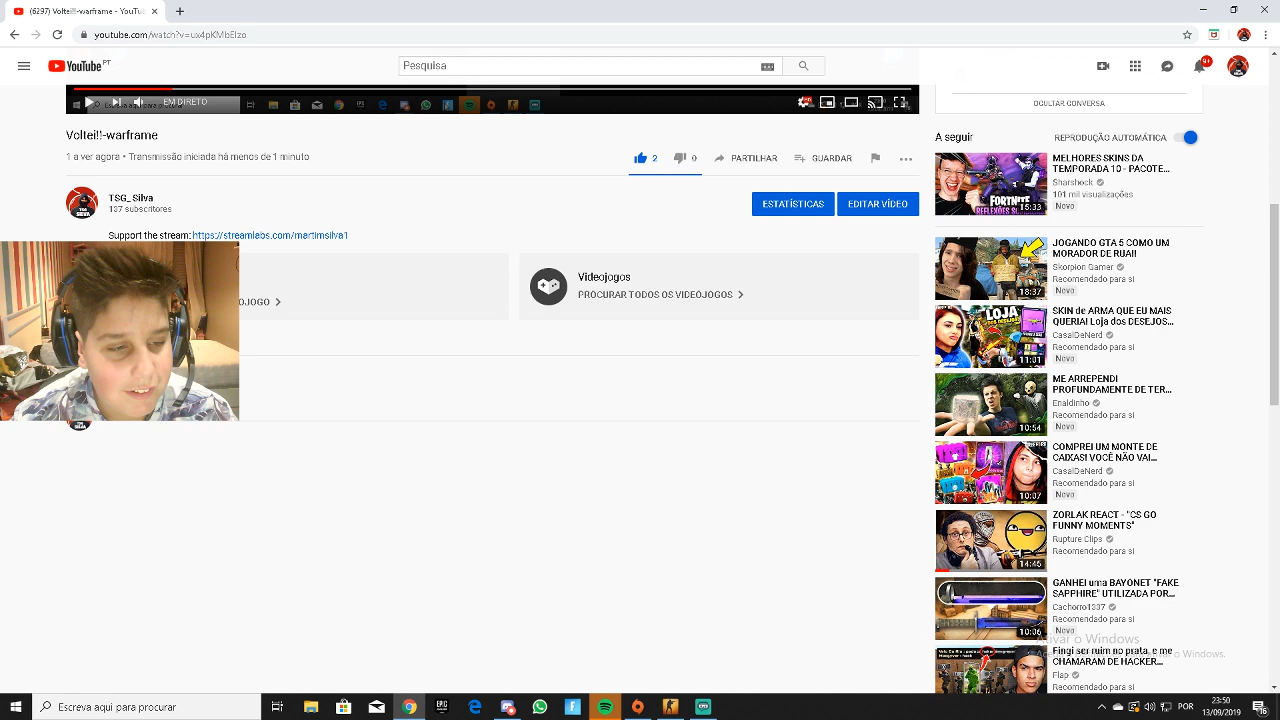 (6297) Voltei!!-warframe - YouTu
youtube.com/watch?v=ux4pKMbEIzo
YouTube PT
Pesquisa
9+
EM DIRETO
OCULTAR CONVERSA
Voltei!!-warframe
1 a ver agora • Transmissão iniciada há menos de 1 minuto
2
0
PARTILHAR
GUARDAR
TSG_Silva
137 subscritores
ESTATÍSTICAS
EDITAR VÍDEO
Support the stream: https://streamlabs.com/martimsilva1
OJOGO
Videojogos
PROCURAR TODOS OS VIDEOJOGOS
A seguir
REPRODUÇÃO AUTOMÁTICA
MELHORES SKINS DA
TEMPORADA 10 - PACOTE...
Sharshock
101 mil visualizações
Novo
FORTNITE
15:33
JOGANDO GTA 5 COMO UM
MORADOR DE RUA!!
Skorpion Gamer
Recomendado para si
Novo
18:37
SKIN de ARMA QUE EU MAIS
QUERIA! Loja dos DESEJOS...
CasalDeNerd
Recomendado para si
Novo
LOJA
11:01
ME ARREPENDI
PROFUNDAMENTE DE TER...
Enaldinho
Recomendado para si
Novo
10:54
COMPREI UM MONTE DE
CAIXAS! VOCÊ NÃO VAI...
CasalDeNerd
Recomendado para si
Novo
10:07
ZORLAK REACT - "CS GO
FUNNY MOMENTS"
Rupture Clips
Recomendado para si
14:45
GANHEI uma BAYONET "FAKE
SAPPHIRE" UTILIZADA POR...
Cachorro1337
Recomendado para si
Novo
10:06
Ativar o Windows
Fingi ser ruim no prata, e me
CHAMARAM DE HACKER...
Flap
Recomendado para si
Escreva aqui para procurar
POR
23:50
13/09/2019